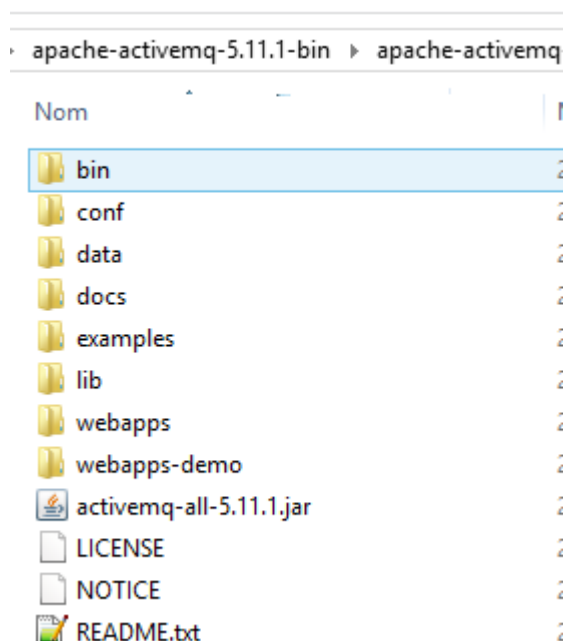 apache-activemq-5.11.1-bin apache-activemq-
Nom
bin
conf
data
docs
examples
lib
webapps
webapps-demo
activemq-all-5.11.1.jar
LICENSE
NOTICE
README.txt